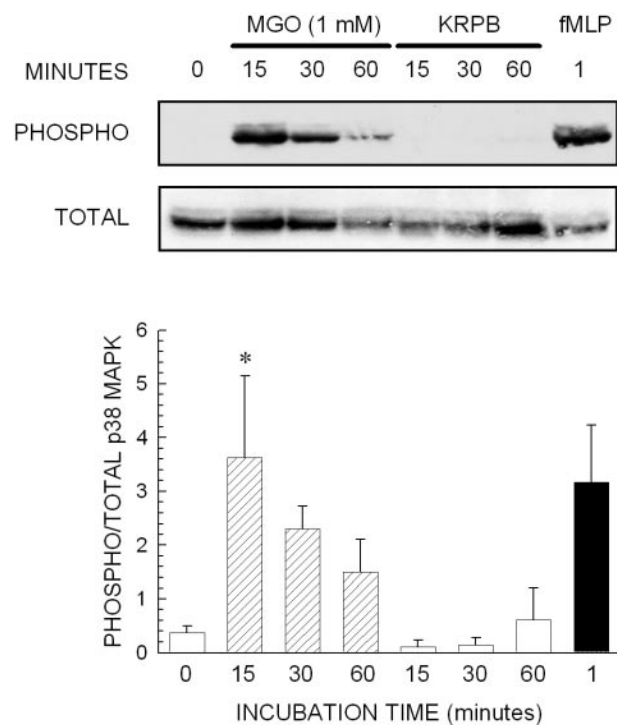 MGO (1 mM) KRPB fMLP
MINUTES 0 15 30 60 15 30 60 1
PHOSPHO
TOTAL
PHOSPHO/TOTAL p38 MAPK
6
5
4
3
2
1
0
*
0 15 30 60 15 30 60 1
INCUBATION TIME (minutes)